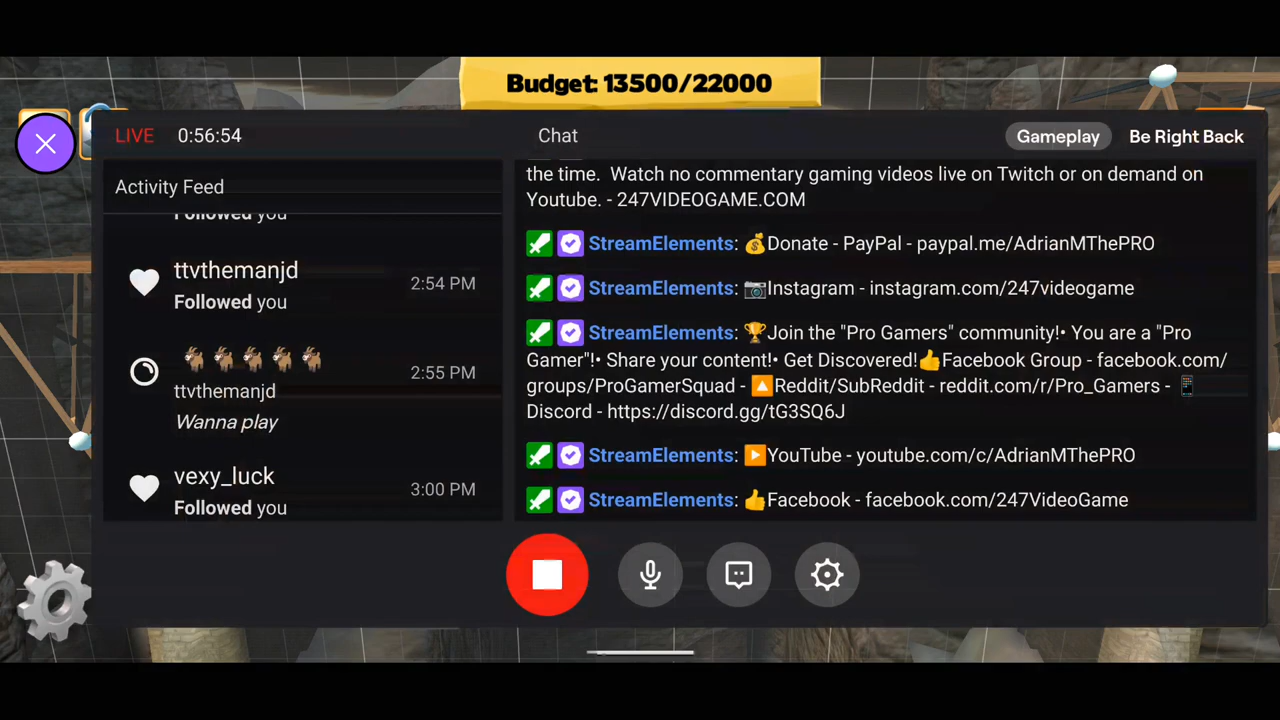 Budget: 13500/22000
LIVE 0:56:54
Chat
Gameplay
Be Right Back
Activity Feed
Followed you
ttvthemanjd
Followed you
2:54 PM
ttvthemanjd
Wanna play
2:55 PM
vexy_luck
Followed you
3:00 PM
the time. Watch no commentary gaming videos live on Twitch or on demand on
Youtube. - 247VIDEOGAME.COM
StreamElements: 💰Donate - PayPal - paypal.me/AdrianMThePRO
StreamElements: 📷Instagram - instagram.com/247videogame
StreamElements: 🏆Join the "Pro Gamers" community!• You are a "Pro
Gamer"!• Share your content!• Get Discovered!👍Facebook Group - facebook.com/
groups/ProGamerSquad - 🔼Reddit/SubReddit - reddit.com/r/Pro_Gamers - 📱
Discord - https://discord.gg/tG3SQ6J
StreamElements: ▶️YouTube - youtube.com/c/AdrianMThePRO
StreamElements: 👍Facebook - facebook.com/247VideoGame